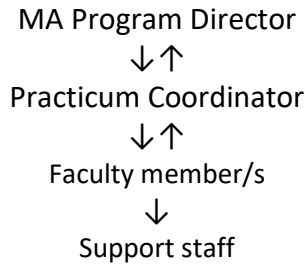 MA Program Director
↓↑
Practicum Coordinator
↓↑
Faculty member/s
↓
Support staff